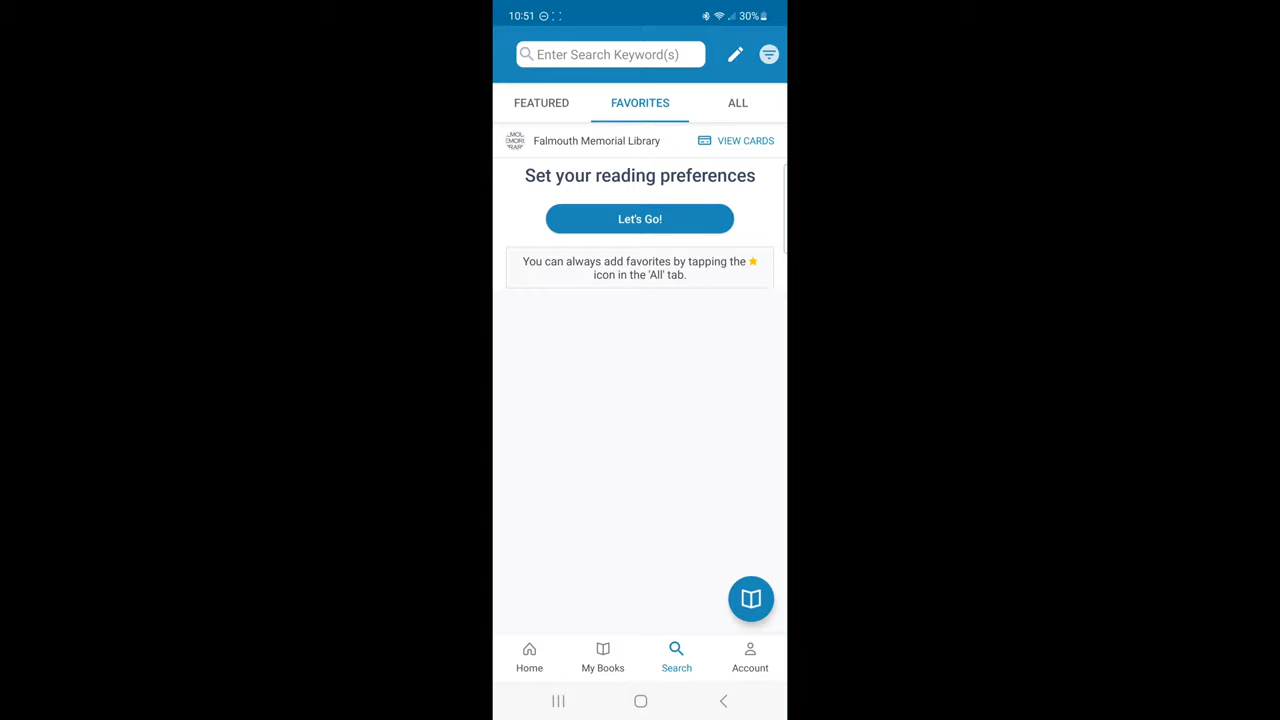 10:51
30%
Enter Search Keyword(s)
FEATURED
FAVORITES
ALL
Falmouth Memorial Library
VIEW CARDS
Set your reading preferences
Let's Go!
You can always add favorites by tapping the
icon in the 'All' tab.
Home
My Books
Search
Account